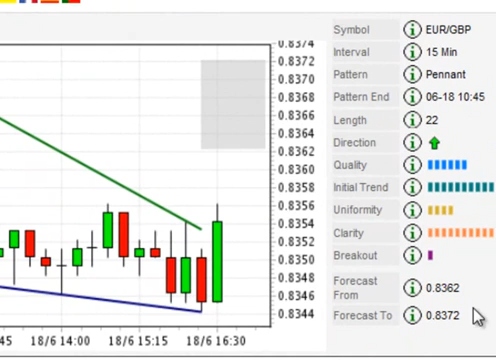 0.8374
0.8372
0.8370
0.8368
0.8366
0.8364
0.8362
0.8360
0.8358
0.8356
0.8354
0.8352
0.8350
0.8348
0.8346
0.8344
45 18/6 14:00 18/6 15:15 18/6 16:30
Symbol EUR/GBP
Interval 15 Min
Pattern Pennant
Pattern End 06-18 10:45
Length 22
Direction
Quality
Initial Trend
Uniformity
Clarity
Breakout
Forecast
From 0.8362
Forecast To 0.8372